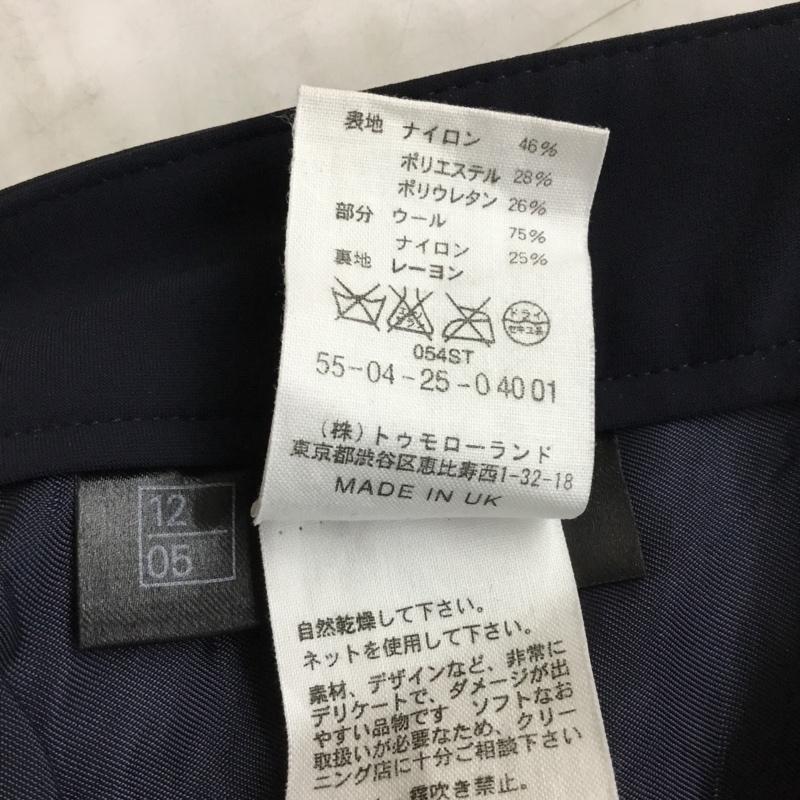 表地 ナイロン 46%
ポリエステル 28%
ポリウレタン 26%
部分 ウール 75%
ナイロン 25%
裏地 レーヨン
ドライ
セキユ系
054ST
55-04-25-04001
(株)トゥモローランド
東京都渋谷区恵比寿西1-32-18
MADE IN UK
12
05
自然乾燥して下さい。
ネットを使用して下さい。
素材、デザインなど、非常に
デリケートで、ダメージが出
やすい品物です ソフトなお
取扱いが必要なため、クリー
ニング店に十分ご相談下さい
霧吹き禁止。